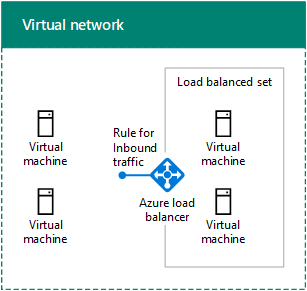 Virtual network
Load balanced set
Virtual
machine
Rule for
Inbound
traffic
Virtual
machine
Virtual
machine
Azure load
balancer
Virtual
machine